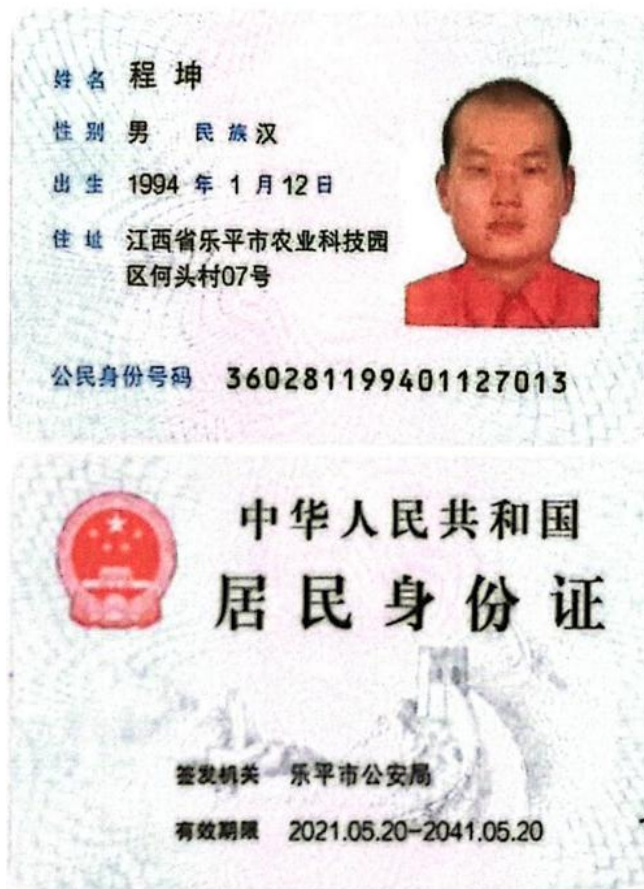 姓名 程坤
性别 男 民族 汉
出生 1994 年 1 月 12 日
住址 江西省乐平市农业科技园
区何头村07号
公民身份号码 360281199401127013
中华人民共和国
居民身份证
签发机关 乐平市公安局
有效期限 2021.05.20-2041.05.20